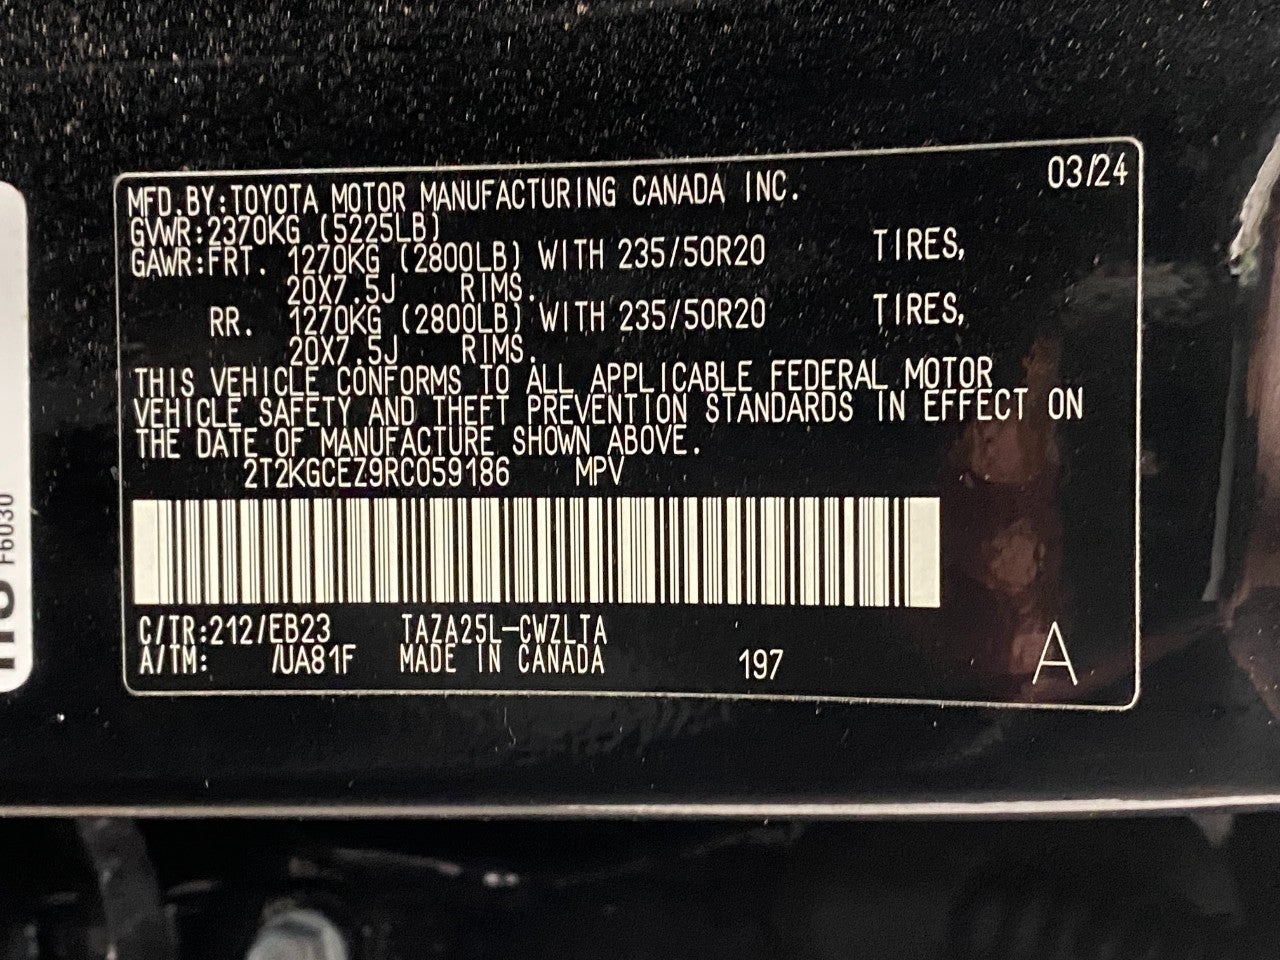 MFD.BY:TOYOTA MOTOR MANUFACTURING CANADA INC. 03/24
GVWR:2370KG (5225LB)
GAWR:FRT. 1270KG (2800LB) WITH 235/50R20 TIRES,
20X7.5J RIMS.
RR. 1270KG (2800LB) WITH 235/50R20 TIRES,
20X7.5J RIMS.
THIS VEHICLE CONFORMS TO ALL APPLICABLE FEDERAL MOTOR
VEHICLE SAFETY AND THEFT PREVENTION STANDARDS IN EFFECT ON
THE DATE OF MANUFACTURE SHOWN ABOVE.
2T2KGCEZ9RC059186 MPV
C/TR:212/EB23 TAZA25L-CWZLTA
A/TM: /UA81F MADE IN CANADA 197 A
F6030